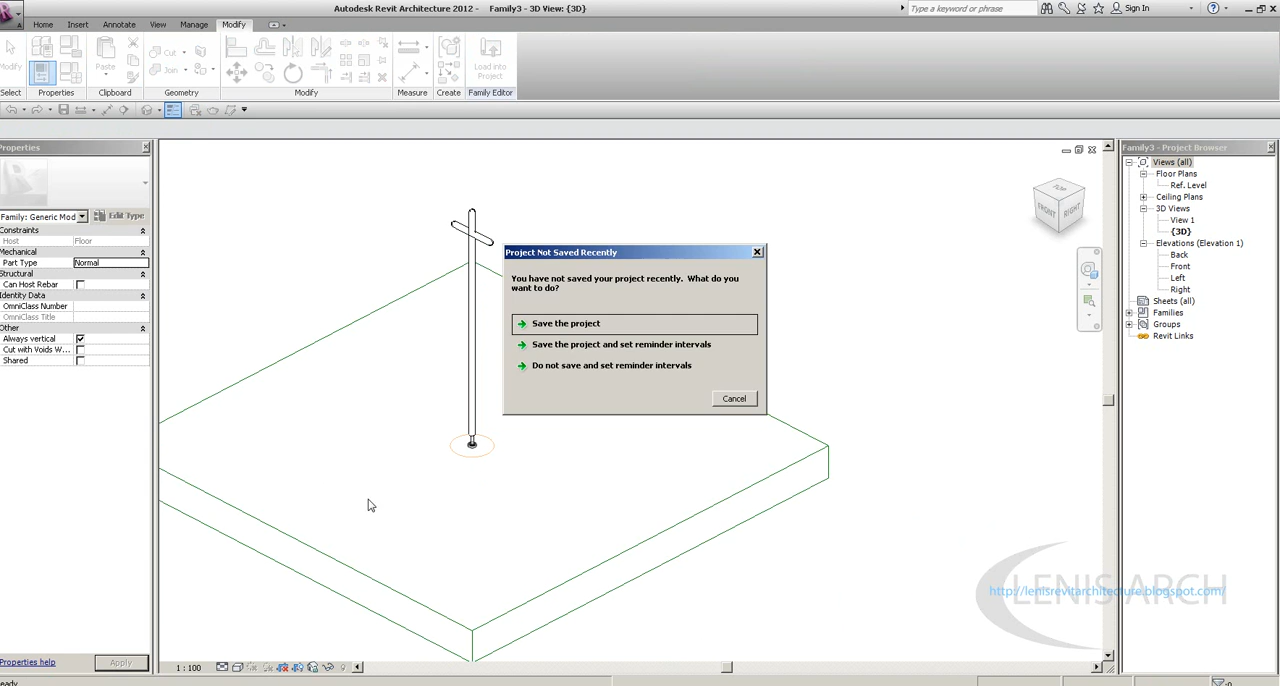 Autodesk Revit Architecture 2012 - Family3 - 3D View: {3D}
Type a keyword or phrase
Sign In
Home Insert Annotate View Manage Modify
Modify
Paste
Cut
Join
Load into
Project
Select Properties Clipboard Geometry Modify Measure Create Family Editor
Properties
Family: Generic Mod
Edit Type
Constraints
Host Floor
Mechanical
Part Type Normal
Structural
Can Host Rebar
Identity Data
OmniClass Number
OmniClass Title
Other
Always vertical
Cut with Voids W...
Shared
Properties help
Apply
Project Not Saved Recently
You have not saved your project recently. What do you
want to do?
Save the project
Save the project and set reminder intervals
Do not save and set reminder intervals
Cancel
TOP
FRONT
RIGHT
Family3 - Project Browser
Views (all)
Floor Plans
Ref. Level
Ceiling Plans
3D Views
View 1
{3D}
Elevations (Elevation 1)
Back
Front
Left
Right
Sheets (all)
Families
Groups
Revit Links
LENIS ARCH
http://lenisrevitarchitecture.blogspot.com/
1 : 100
eady
:0